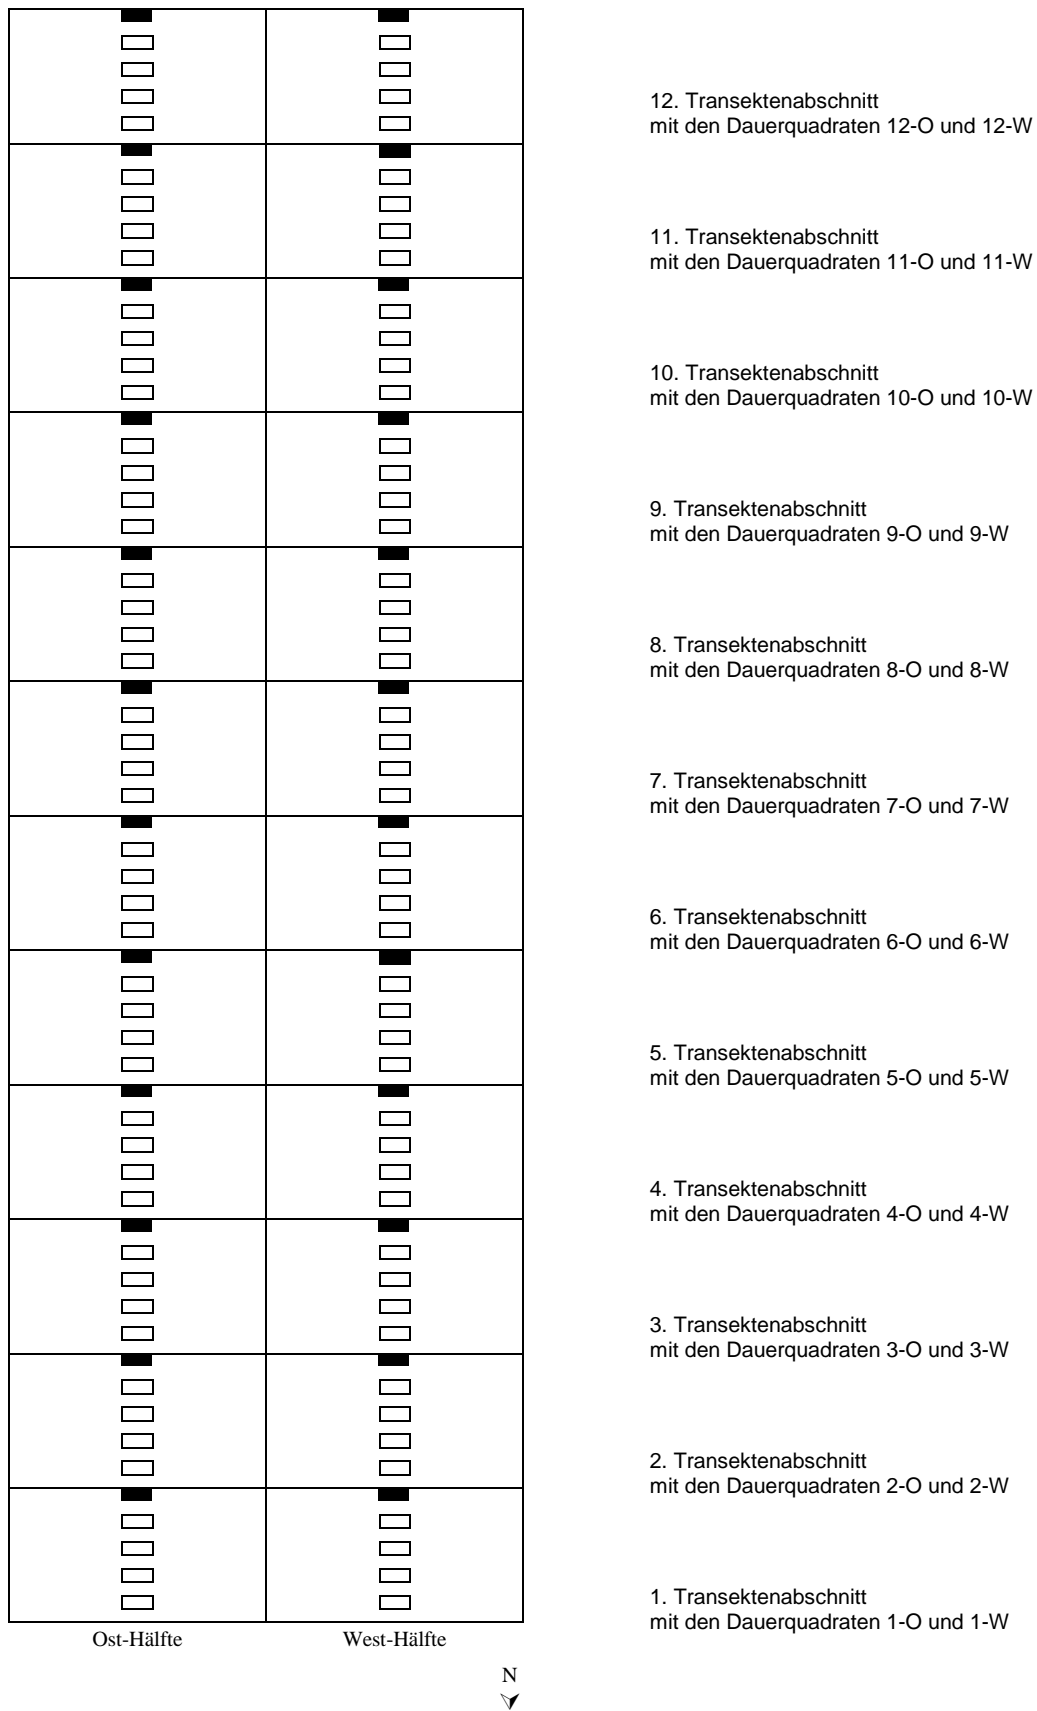 12. Transektenabschnitt
mit den Dauerquadraten 12-O und 12-W
11. Transektenabschnitt
mit den Dauerquadraten 11-O und 11-W
10. Transektenabschnitt
mit den Dauerquadraten 10-O und 10-W
9. Transektenabschnitt
mit den Dauerquadraten 9-O und 9-W
8. Transektenabschnitt
mit den Dauerquadraten 8-O und 8-W
7. Transektenabschnitt
mit den Dauerquadraten 7-O und 7-W
6. Transektenabschnitt
mit den Dauerquadraten 6-O und 6-W
5. Transektenabschnitt
mit den Dauerquadraten 5-O und 5-W
4. Transektenabschnitt
mit den Dauerquadraten 4-O und 4-W
3. Transektenabschnitt
mit den Dauerquadraten 3-O und 3-W
2. Transektenabschnitt
mit den Dauerquadraten 2-O und 2-W
1. Transektenabschnitt
mit den Dauerquadraten 1-O und 1-W
Ost-Hälfte West-Hälfte
N